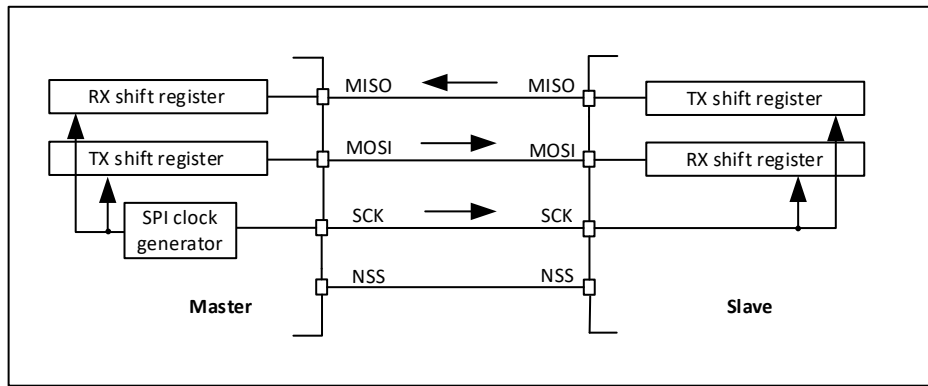 MISO MISO
RX shift register TX shift register
MOSI MOSI
TX shift register RX shift register
SCK SCK
SPI clock
generator
NSS NSS
Master Slave